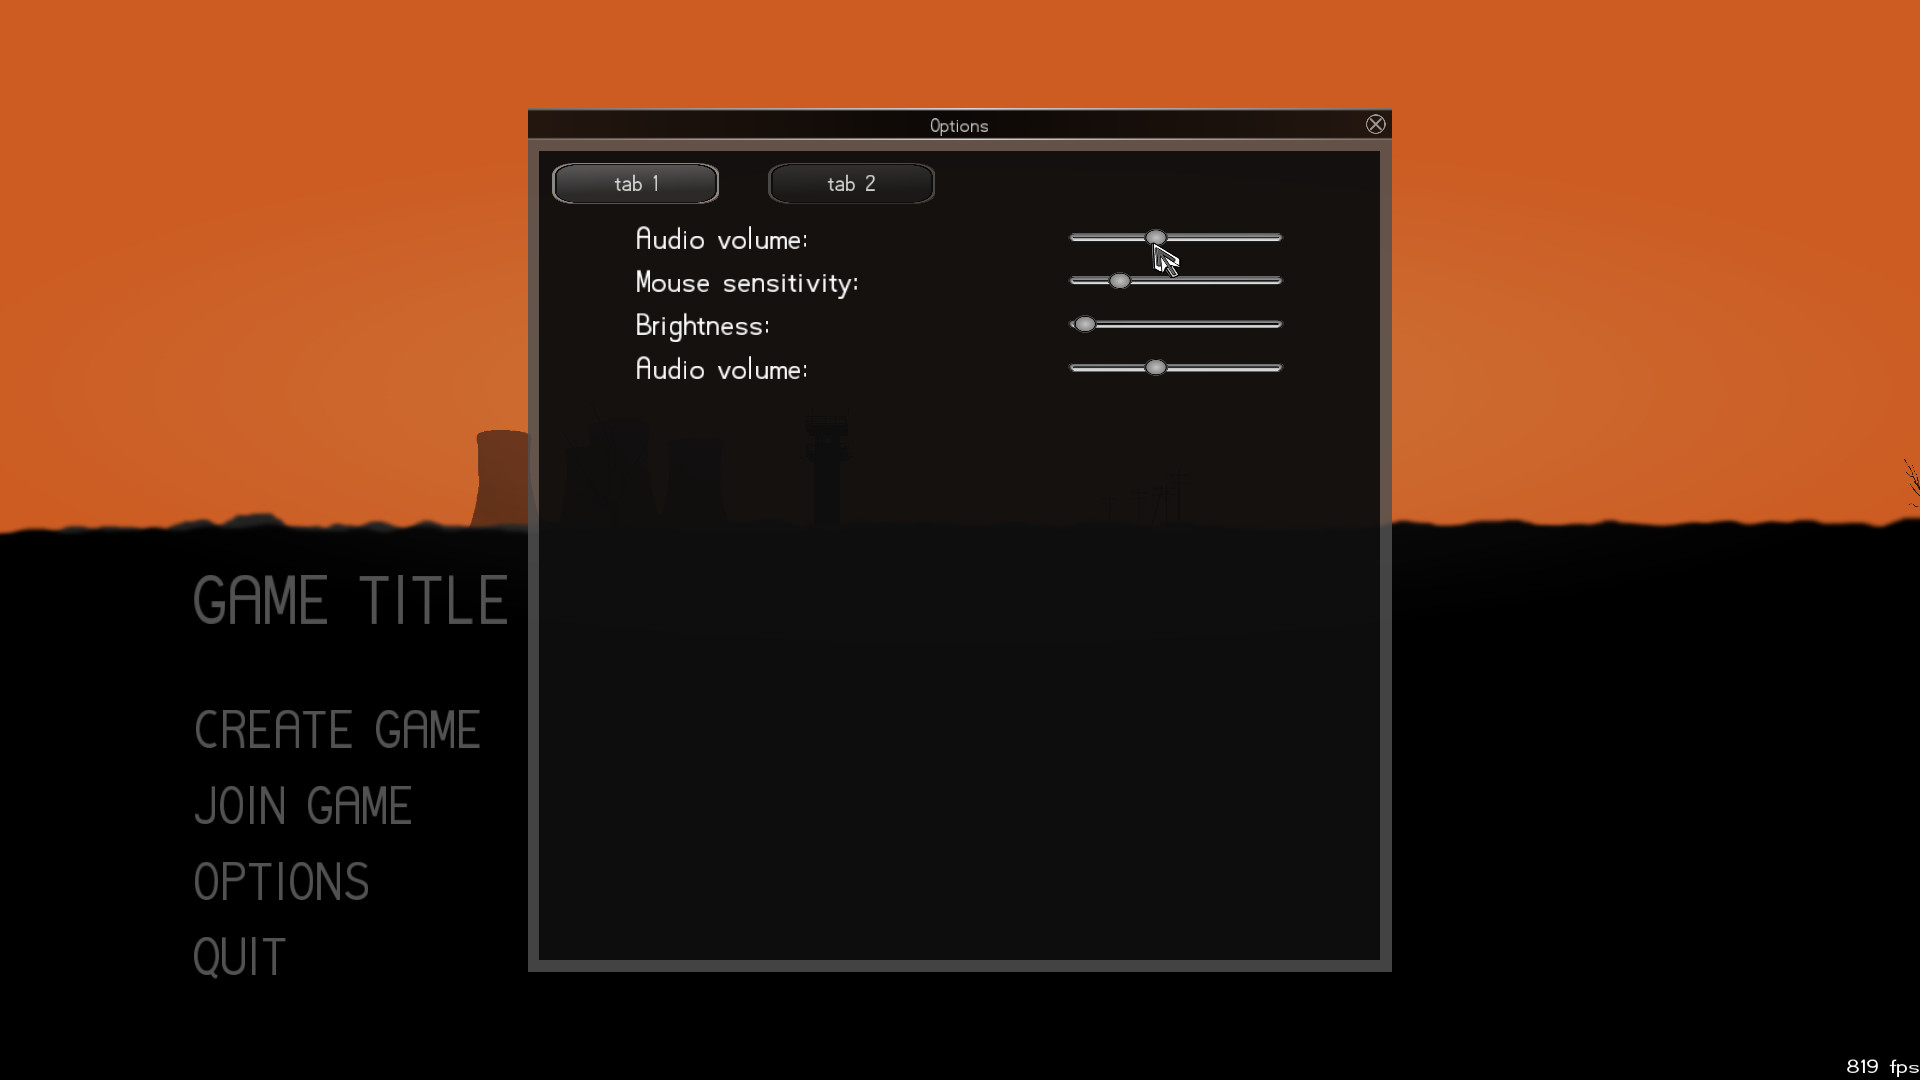 Options
tab 1
tab 2
Audio volume:
Mouse sensitivity:
Brightness:
Audio volume:
GAME TITLE
CREATE GAME
JOIN GAME
OPTIONS
QUIT
819 fps